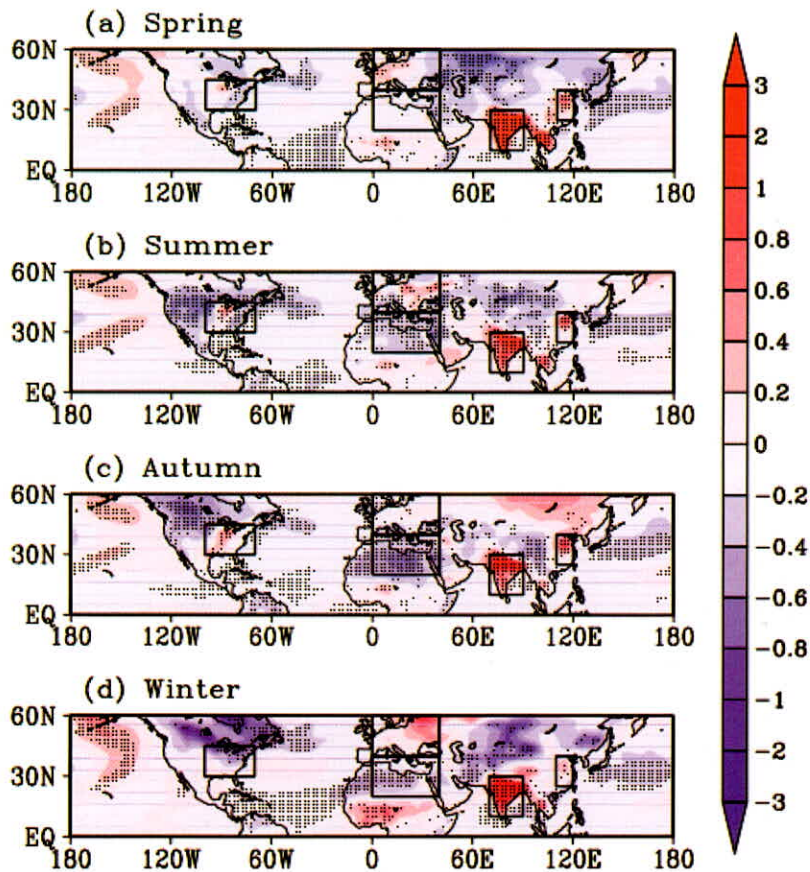 (a) Spring
60N
30N
EQ
180 120W 60W 0 60E 120E 180
(b) Summer
60N
30N
EQ
180 120W 60W 0 60E 120E 180
(c) Autumn
60N
30N
EQ
180 120W 60W 0 60E 120E 180
(d) Winter
60N
30N
EQ
180 120W 60W 0 60E 120E 180
3
2
1
0.8
0.6
0.4
0.2
0
-0.2
-0.4
-0.6
-0.8
-1
-2
-3